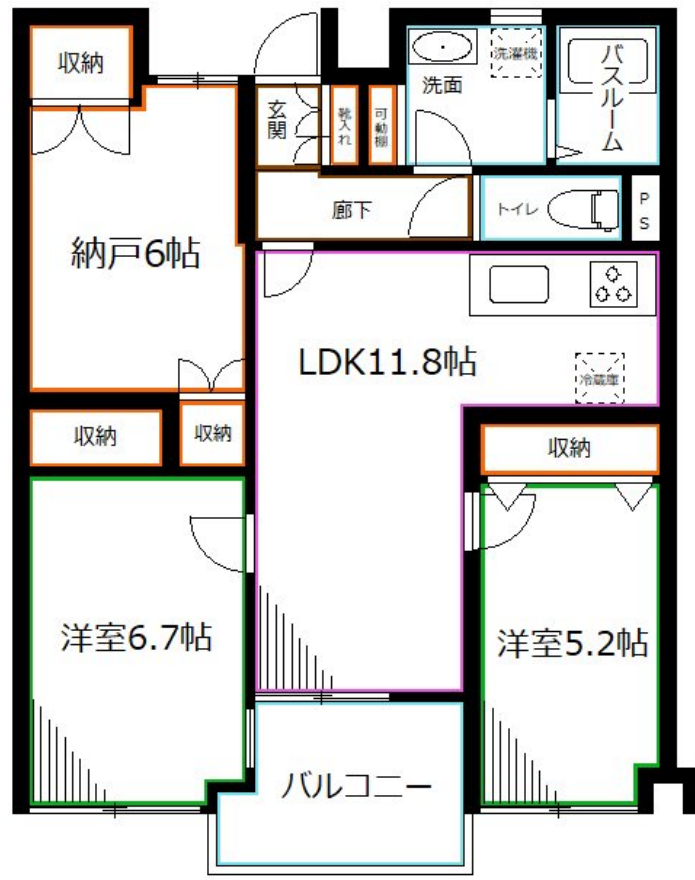 収納
洗濯機
洗面
バスルーム
玄関
靴入れ
可動棚
廊下
トイレ
PS
納戸6帖
LDK11.8帖
冷蔵庫
収納
収納
収納
洋室6.7帖
洋室5.2帖
バルコニー